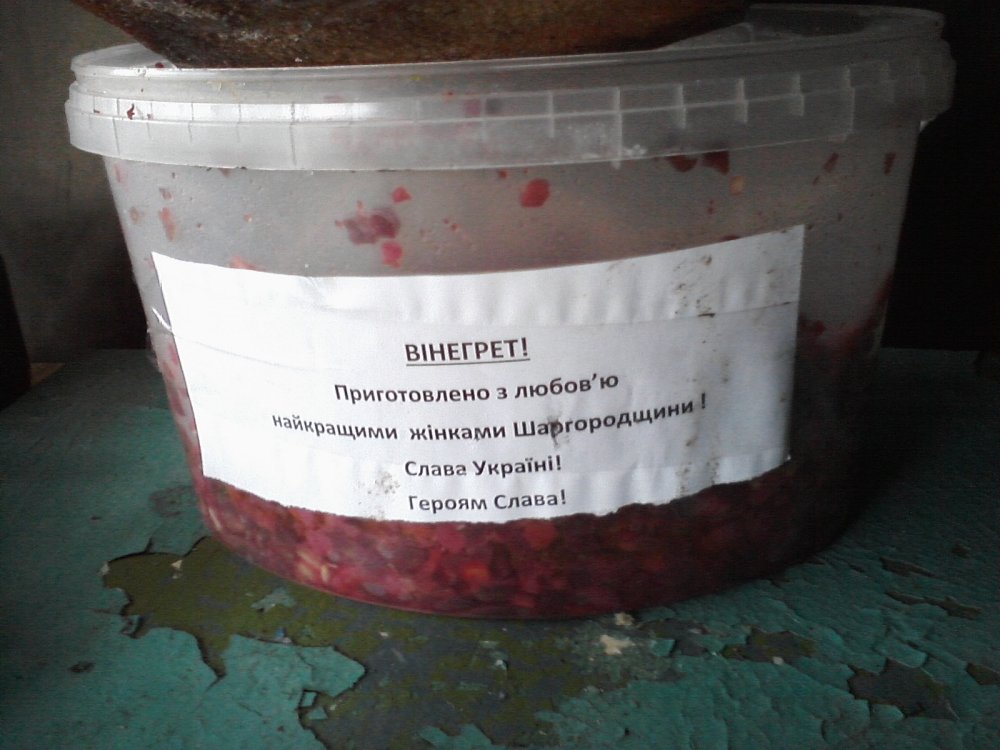 ВІНЕГРЕТ!
Приготовлено з любов’ю
найкращими жінками Шаргородщини !
Слава Україні!
Героям Слава!